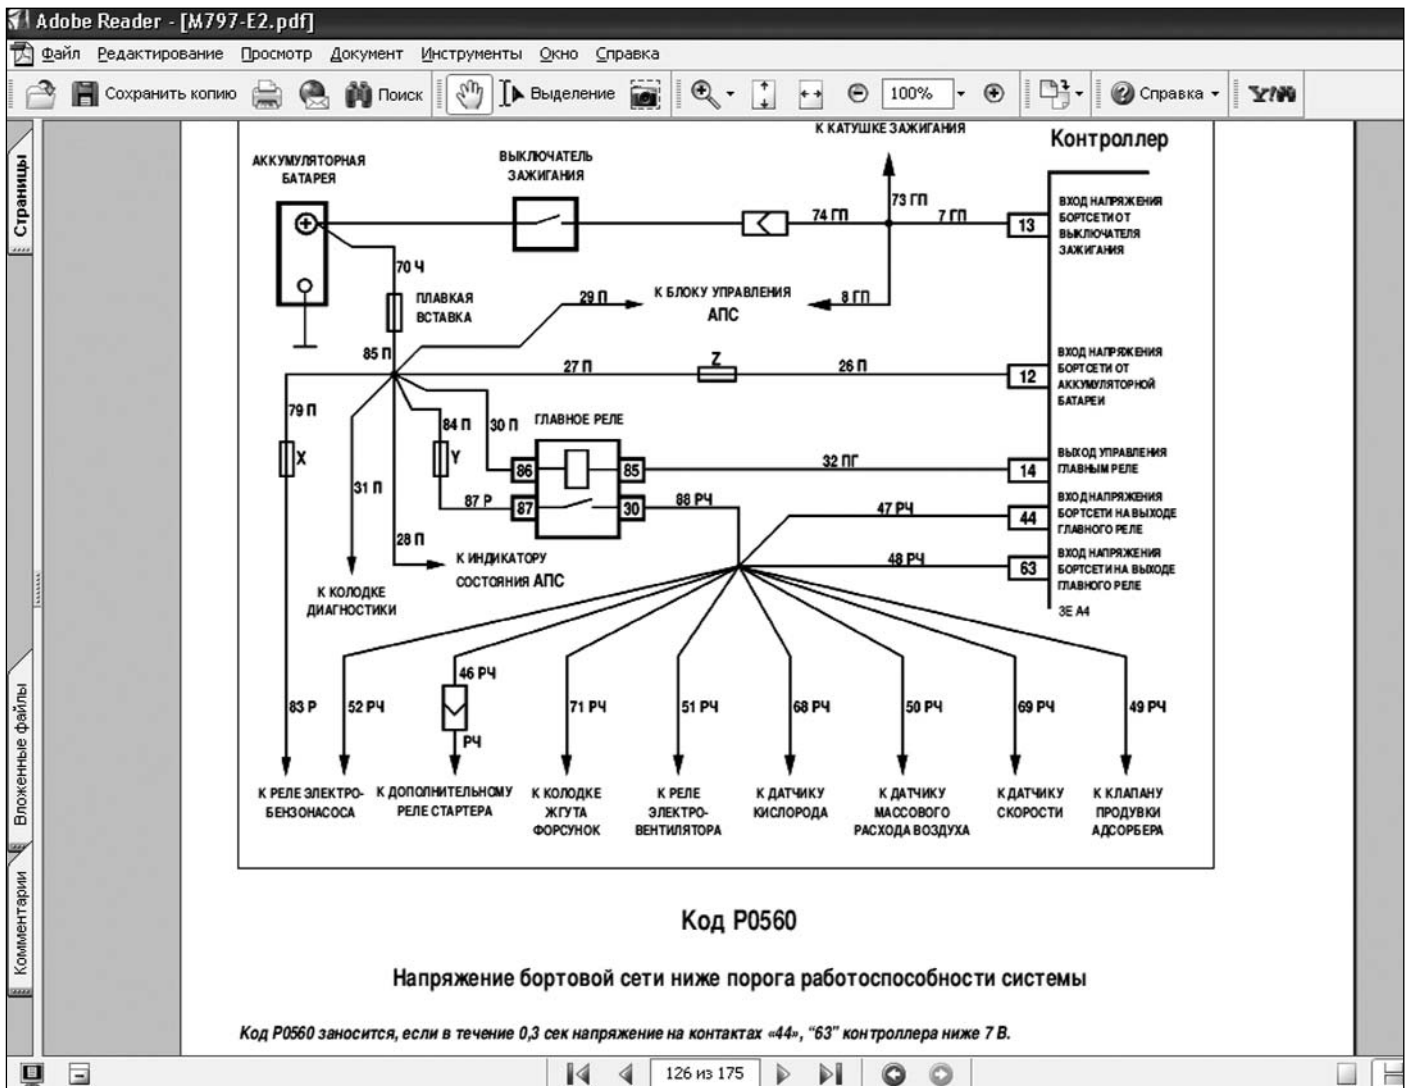 Adobe Reader - [M797-E2.pdf]
Файл Редактирование Просмотр Документ Инструменты Окно Справка
Сохранить копию Поиск Выделение 100% Справка Y!
Страницы
Вложенные файлы
Комментарии
К КАТУШКЕ ЗАЖИГАНИЯ
Контроллер
АККУМУЛЯТОРНАЯ
БАТАРЕЯ
ВЫКЛЮЧАТЕЛЬ
ЗАЖИГАНИЯ
74 ГП
73 ГП
7 ГП
13
ВХОД НАПРЯЖЕНИЯ
БОРТСЕТИ ОТ
ВЫКЛЮЧАТЕЛЯ
ЗАЖИГАНИЯ
70 Ч
ПЛАВКАЯ
ВСТАВКА
29 П
К БЛОКУ УПРАВЛЕНИЯ
АПС
8 ГП
85 П
27 П
Z
26 П
12
ВХОД НАПРЯЖЕНИЯ
БОРТСЕТИ ОТ
АККУМУЛЯТОРНОЙ
БАТАРЕИ
79 П
X
84 П
Y
30 П
ГЛАВНОЕ РЕЛЕ
86
85
32 ПГ
14
ВЫХОД УПРАВЛЕНИЯ
ГЛАВНЫМ РЕЛЕ
31 П
87 Р
87
30
88 РЧ
47 РЧ
44
ВХОД НАПРЯЖЕНИЯ
БОРТСЕТИ НА ВЫХОДЕ
ГЛАВНОГО РЕЛЕ
28 П
К ИНДИКАТОРУ
СОСТОЯНИЯ АПС
48 РЧ
63
ВХОД НАПРЯЖЕНИЯ
БОРТСЕТИ НА ВЫХОДЕ
ГЛАВНОГО РЕЛЕ
3Е А4
К КОЛОДКЕ
ДИАГНОСТИКИ
83 Р
52 РЧ
46 РЧ
РЧ
71 РЧ
51 РЧ
68 РЧ
50 РЧ
69 РЧ
49 РЧ
К РЕЛЕ ЭЛЕКТРО-
БЕНЗОНАСОСА
К ДОПОЛНИТЕЛЬНОМУ
РЕЛЕ СТАРТЕРА
К КОЛОДКЕ
ЖГУТА
ФОРСУНОК
К РЕЛЕ
ЭЛЕКТРО-
ВЕНТИЛЯТОРА
К ДАТЧИКУ
КИСЛОРОДА
К ДАТЧИКУ
МАССОВОГО
РАСХОДА ВОЗДУХА
К ДАТЧИКУ
СКОРОСТИ
К КЛАПАНУ
ПРОДУВКИ
АДСОРБЕРА
Код P0560
Напряжение бортовой сети ниже порога работоспособности системы
Код P0560 заносится, если в течение 0,3 сек напряжение на контактах «44», “63” контроллера ниже 7 В.
126 из 175